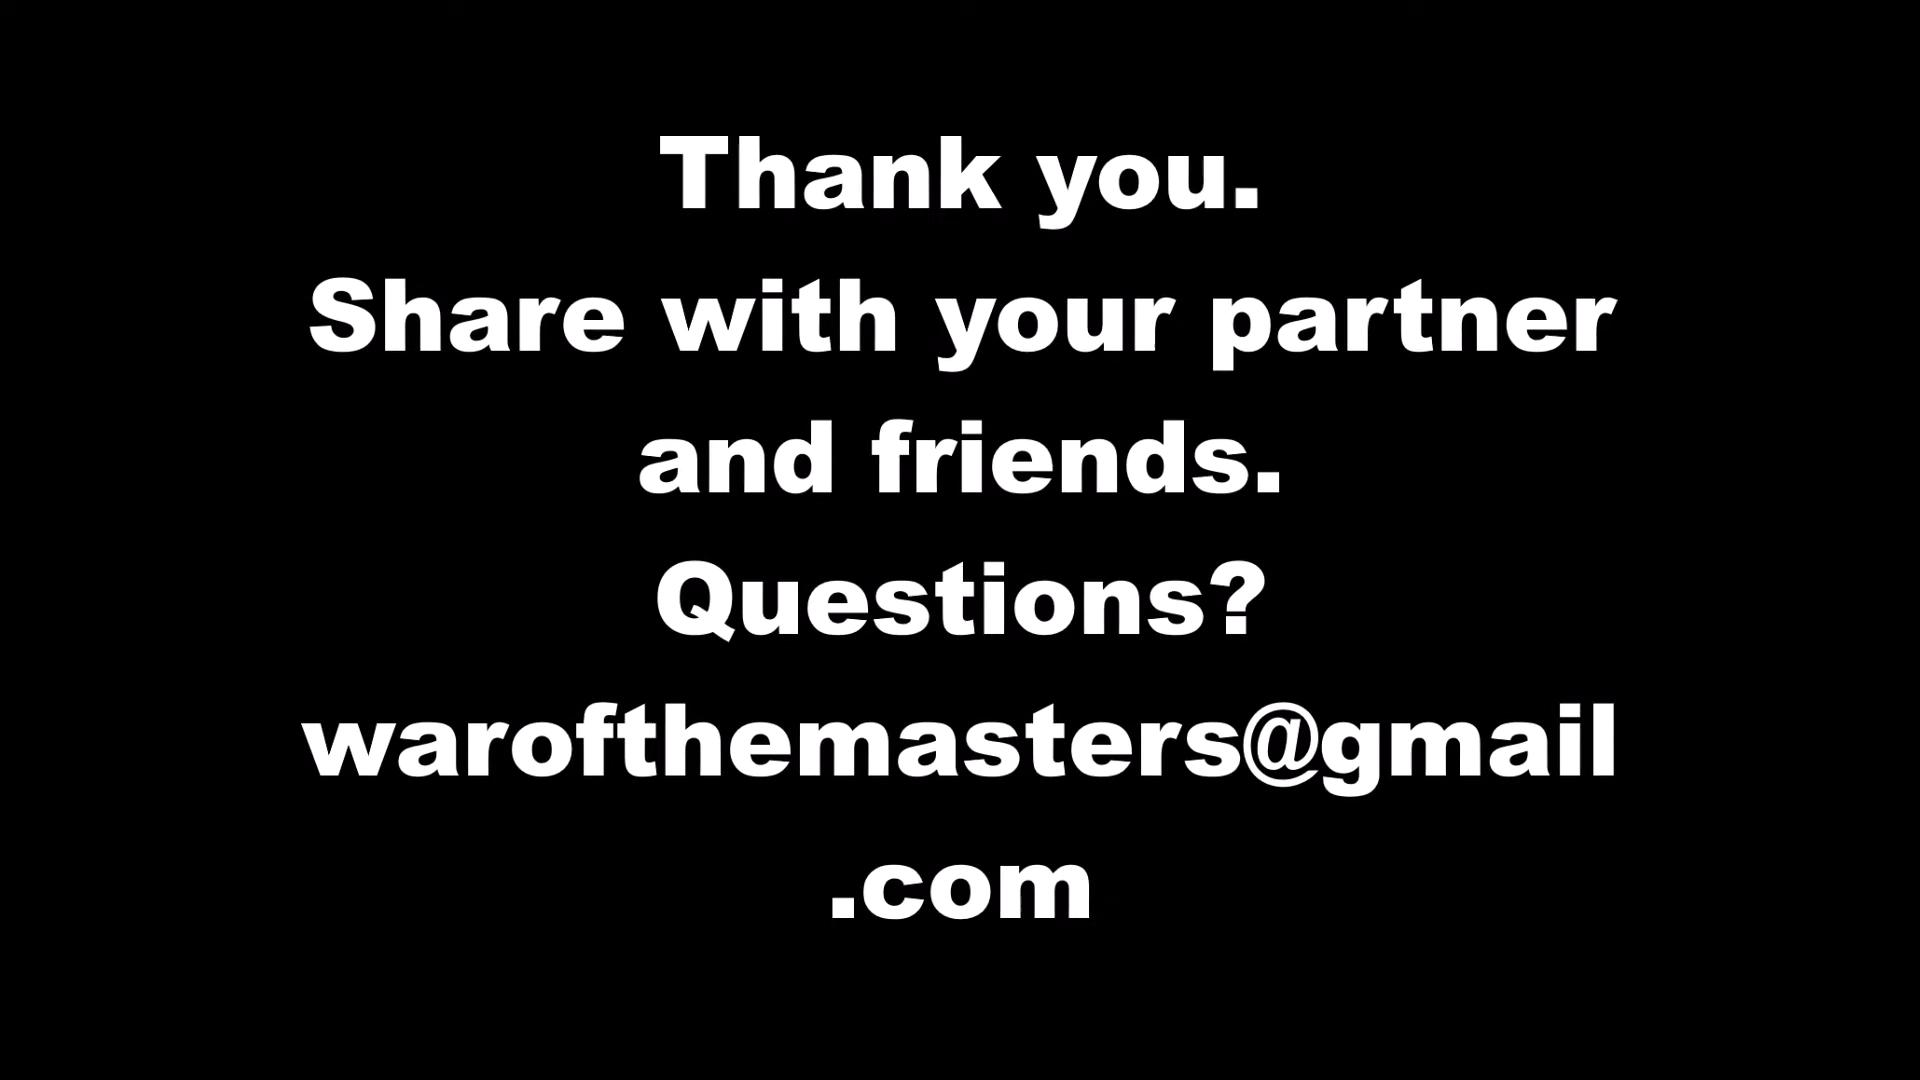 Thank you.
Share with your partner
and friends.
Questions?
warofthemasters@gmail
.com